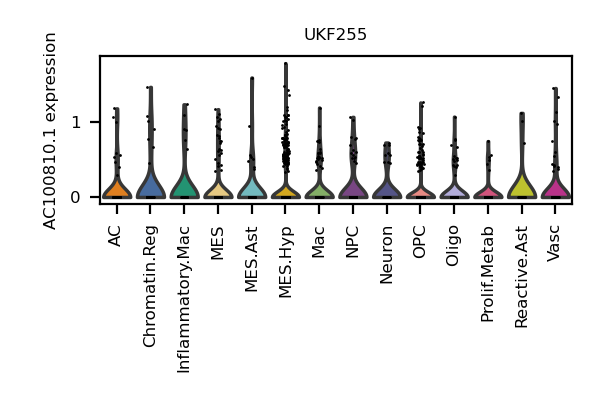 UKF255
AC100810.1 expression
1
0
AC
Chromatin.Reg
Inflammatory.Mac
MES
MES.Ast
MES.Hyp
Mac
NPC
Neuron
OPC
Oligo
Prolif.Metab
Reactive.Ast
Vasc